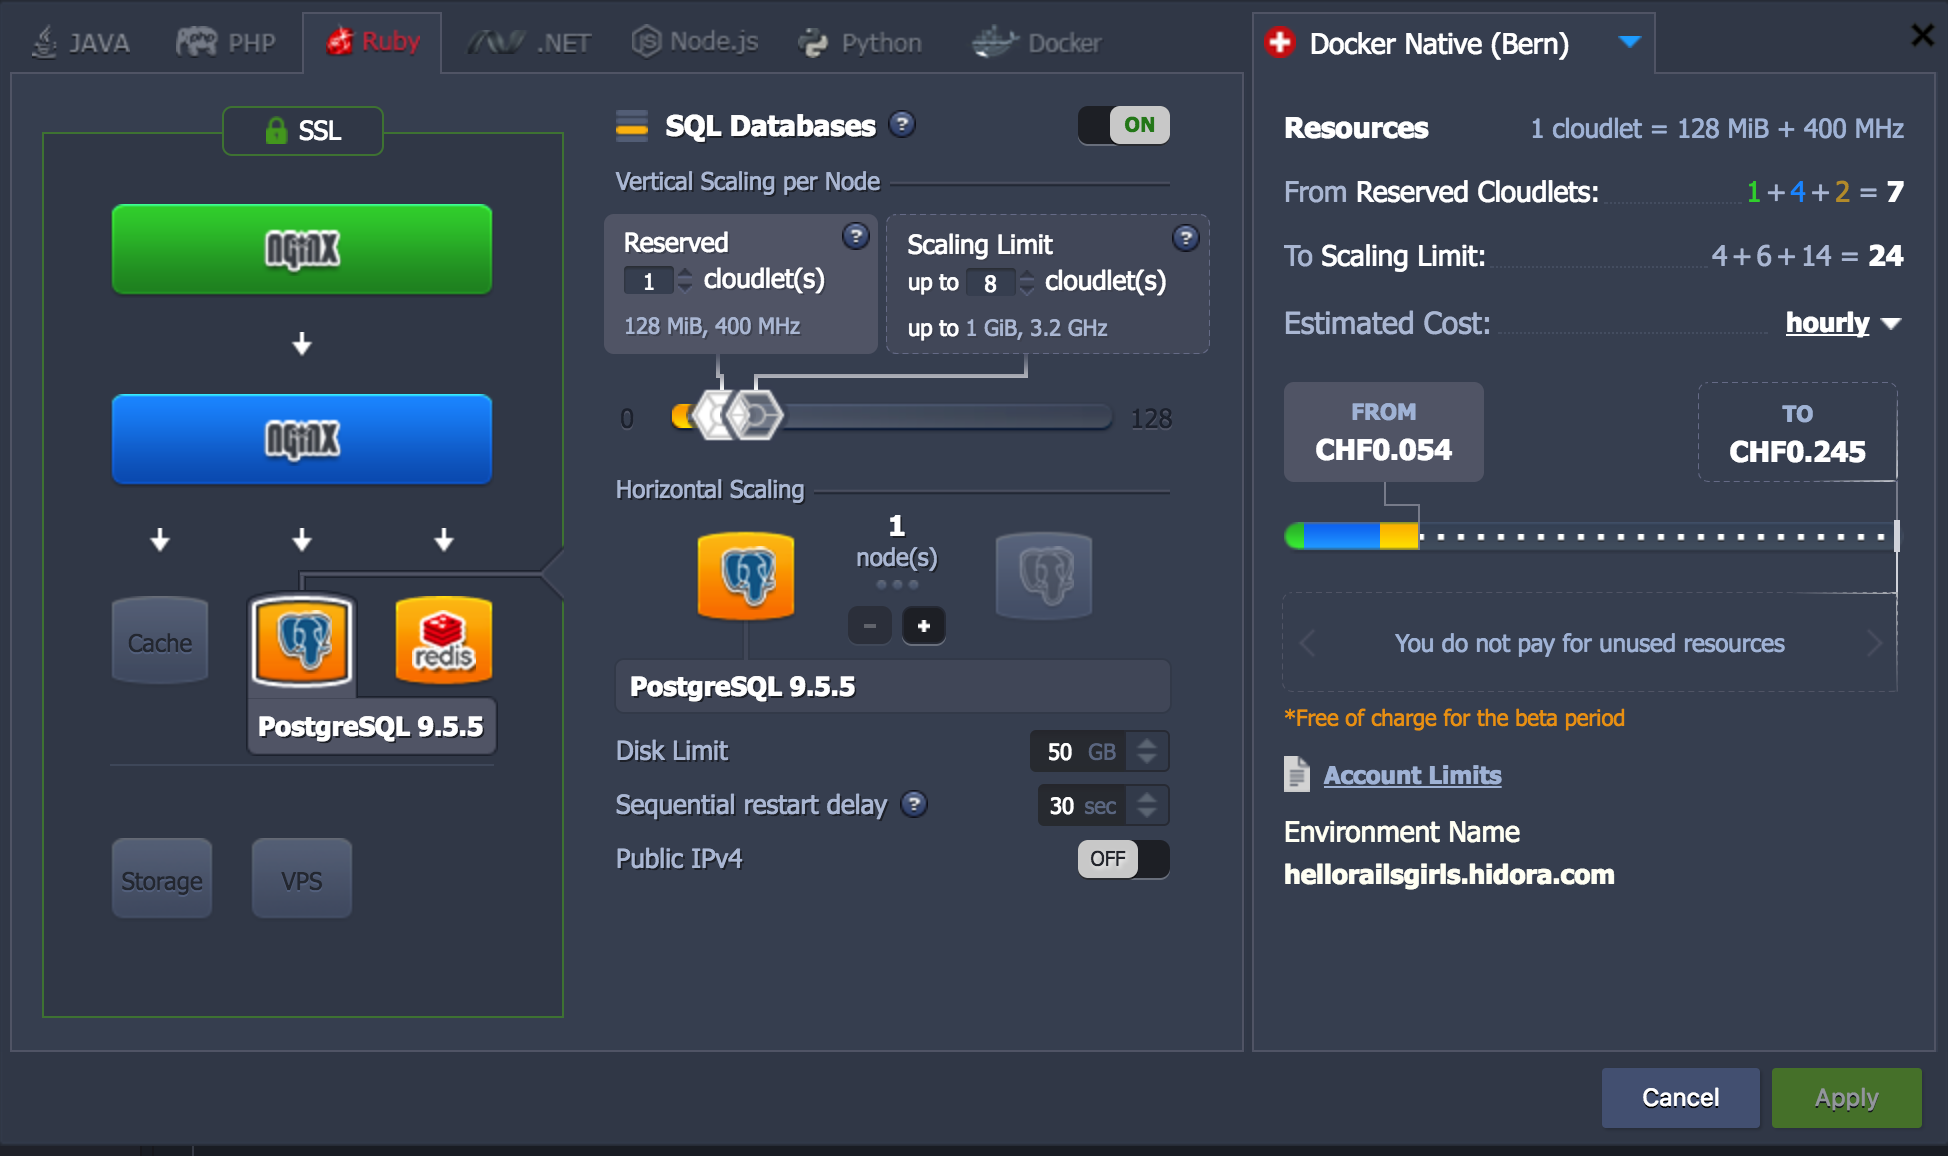 JAVA
php PHP
Ruby
.NET
JS Node.js
Python
Docker
Docker Native (Bern)
SSL
NGINX
NGINX
Cache
redis
PostgreSQL 9.5.5
Storage
VPS
SQL Databases ?
ON
Vertical Scaling per Node
Reserved ?
1 cloudlet(s)
128 MiB, 400 MHz
Scaling Limit ?
up to 8 cloudlet(s)
up to 1 GiB, 3.2 GHz
0
128
Horizontal Scaling
1
node(s)
− +
PostgreSQL 9.5.5
Disk Limit 50 GB
Sequential restart delay ? 30 sec
Public IPv4 OFF
Resources 1 cloudlet = 128 MiB + 400 MHz
From Reserved Cloudlets: 1 + 4 + 2 = 7
To Scaling Limit: 4 + 6 + 14 = 24
Estimated Cost: hourly
FROM
CHF0.054
TO
CHF0.245
You do not pay for unused resources
*Free of charge for the beta period
Account Limits
Environment Name
hellorailsgirls.hidora.com
Cancel
Apply